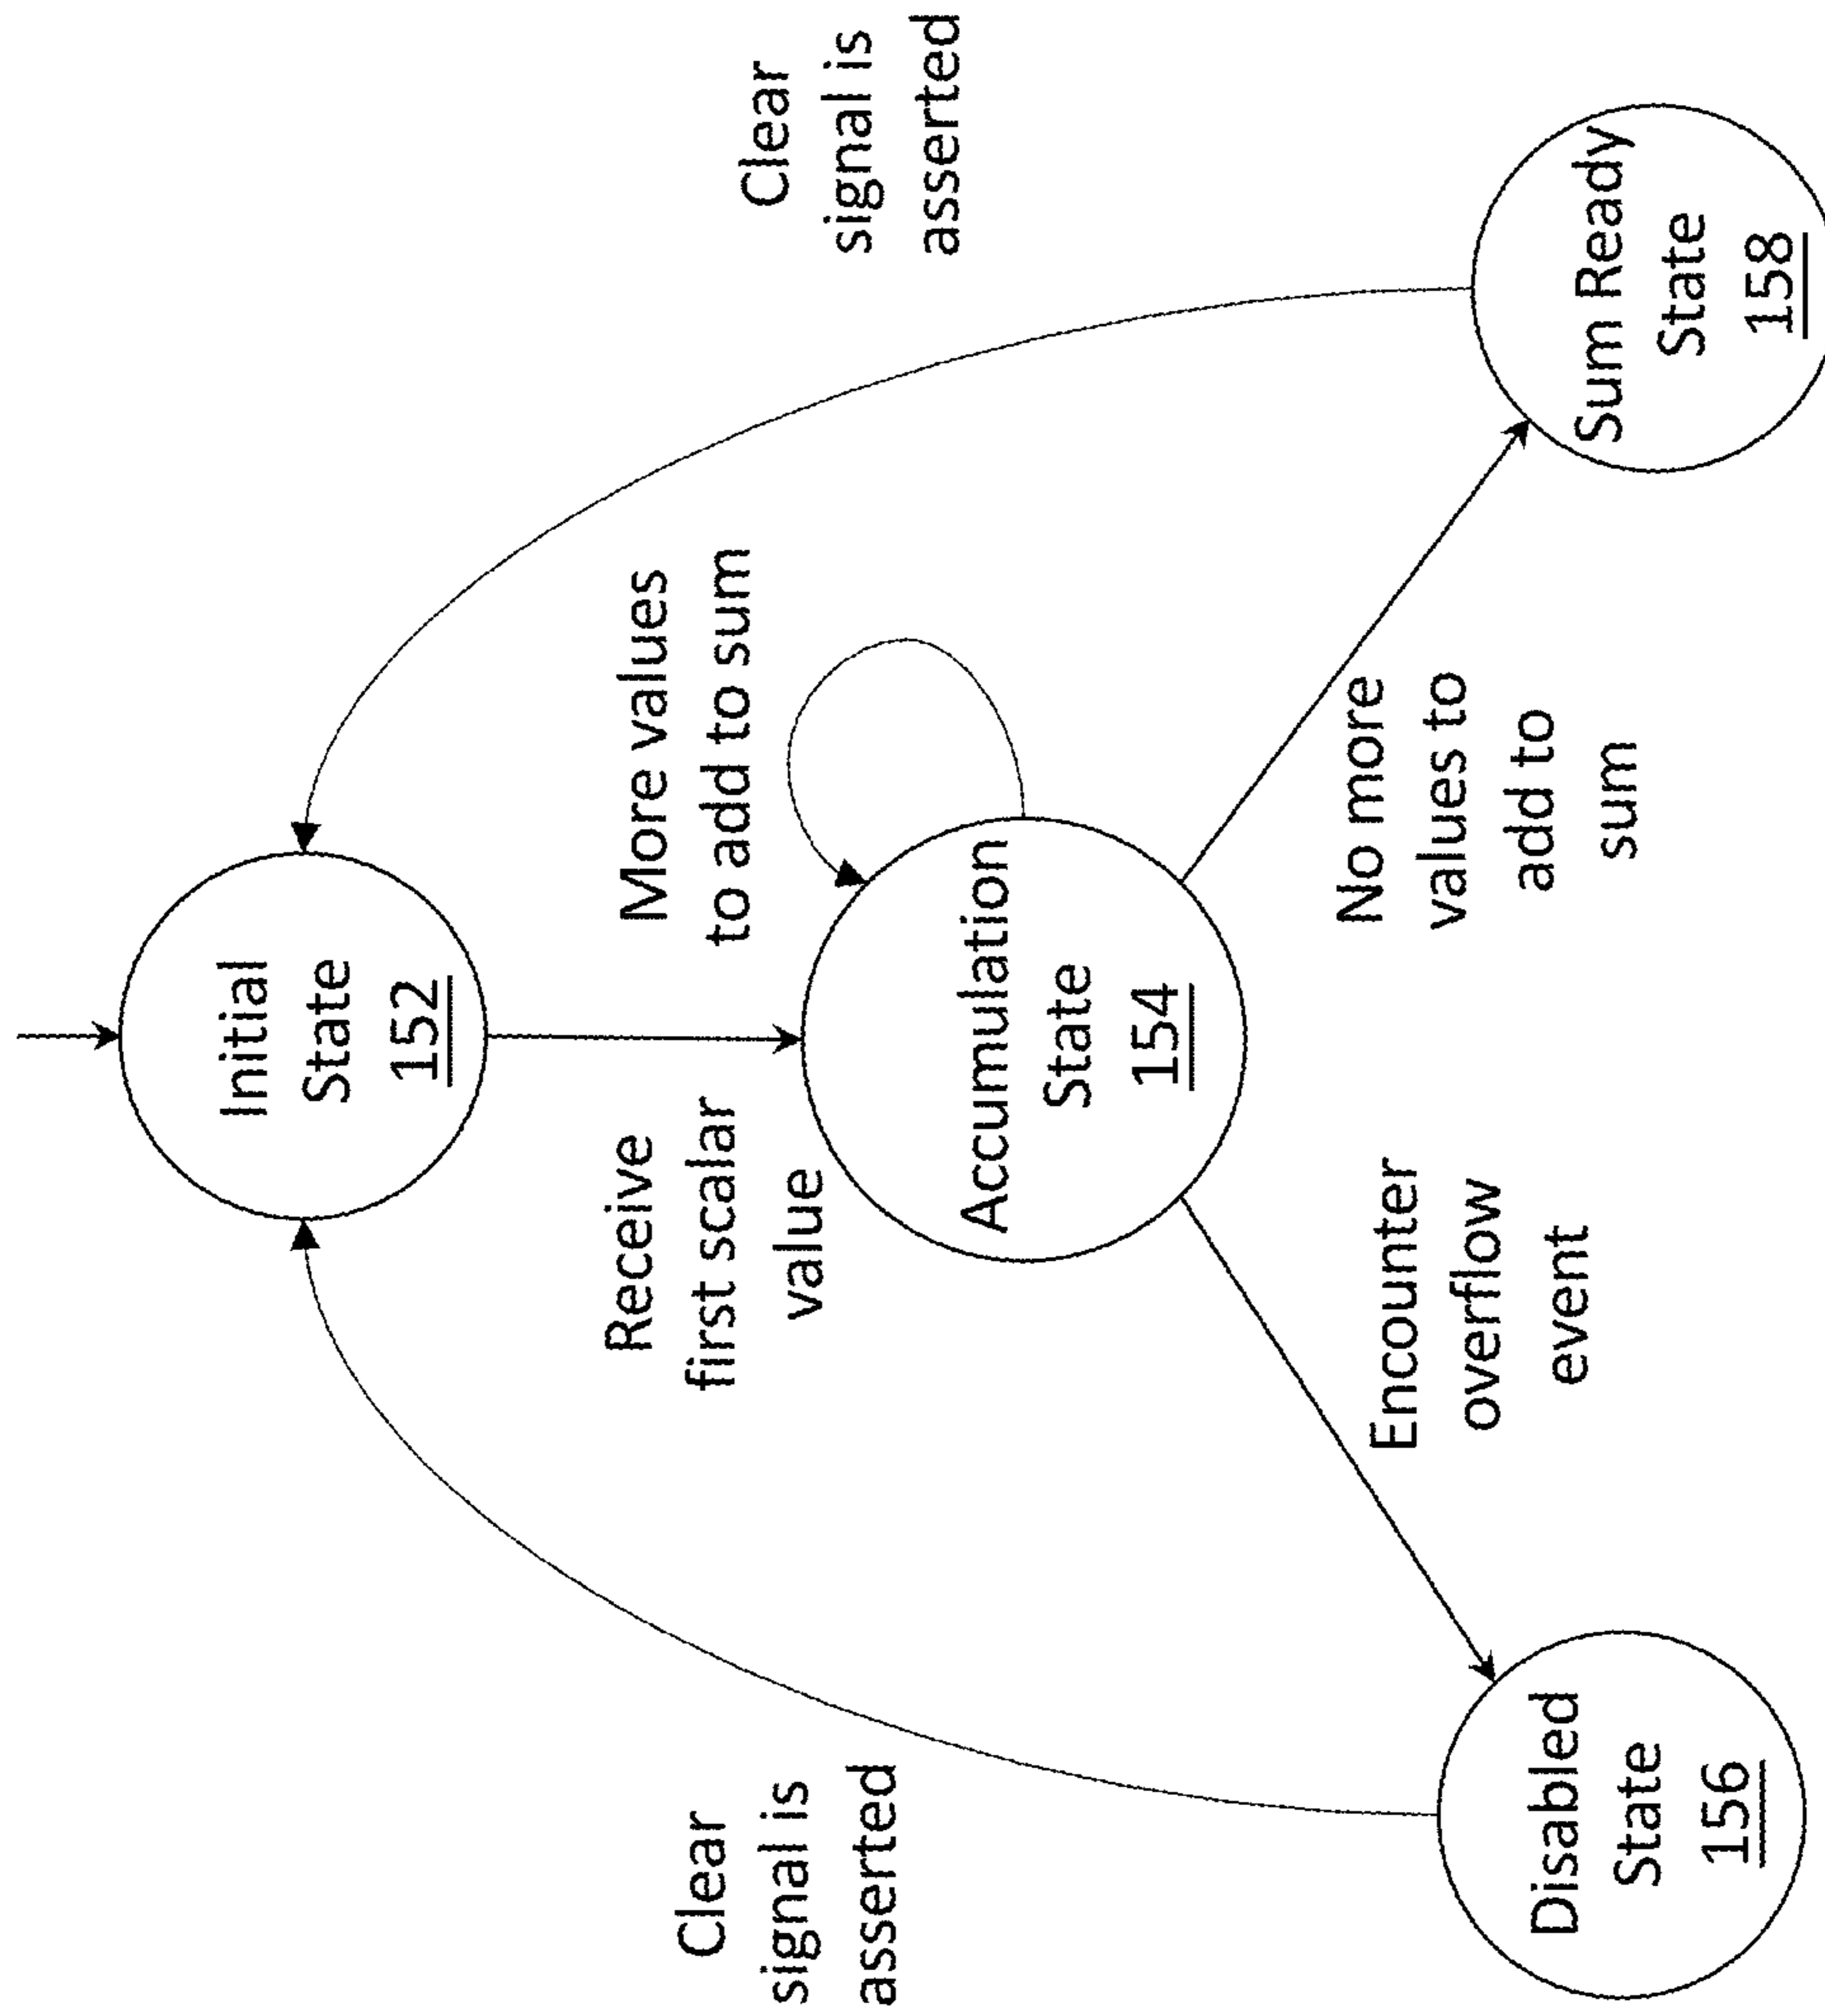 Initial
State
152
Receive
first scalar
value
More values
to add to sum
Clear
signal is
asserted
Clear
signal is
asserted
Accumulation
State
154
Encounter
overflow
event
No more
values to
add to
sum
Disabled
State
156
Sum Ready
State
158